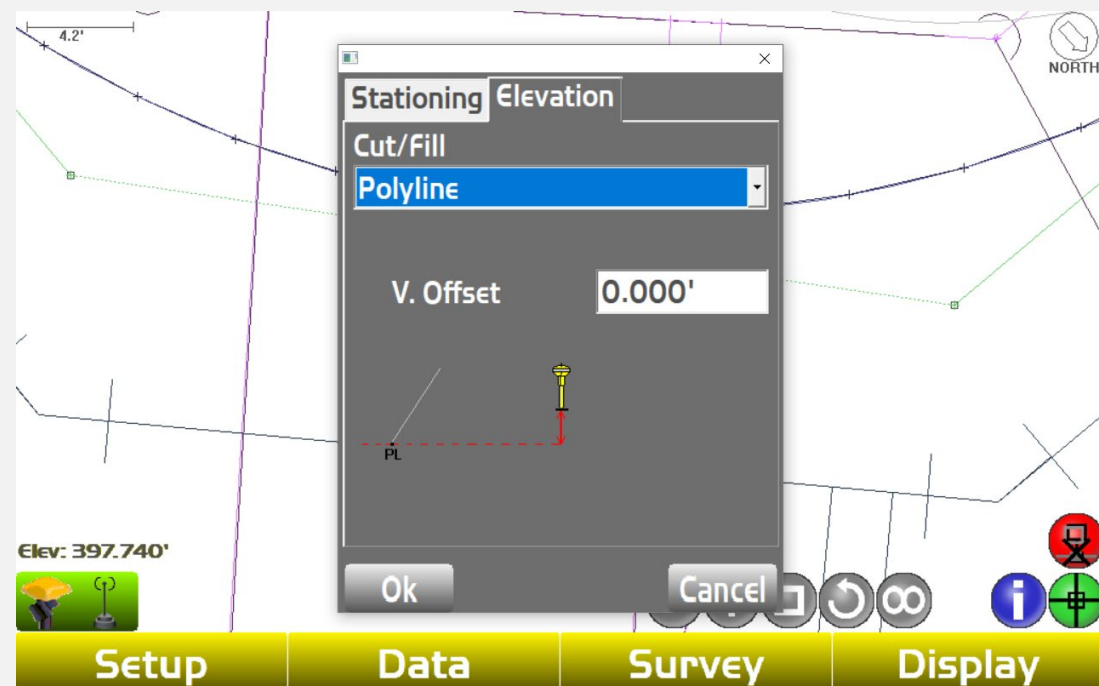 4.2'
NORTH
Stationing Elevation
Cut/Fill
Polyline
V. Offset 0.000'
PL
Elev: 397.740'
Ok Cancel
i
Setup Data Survey Display